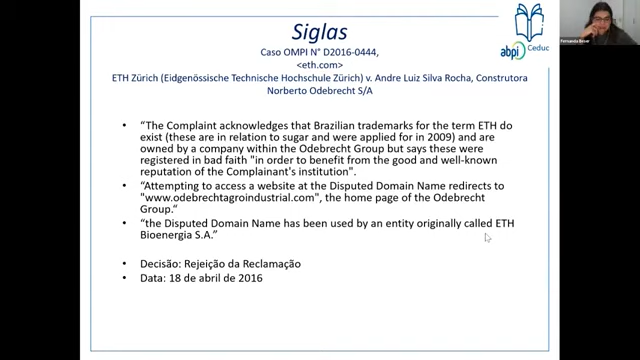 Siglas
abpi
Ceduc
Fernanda Besar
Caso OMPI N° D2016-0444,
<eth.com>
ETH Zürich (Eidgenössische Technische Hochschule Zürich) v. Andre Luiz Silva Rocha, Construtora
Norberto Odebrecht S/A
• “The Complaint acknowledges that Brazilian trademarks for the term ETH do
exist (these are in relation to sugar and were applied for in 2009) and are
owned by a company within the Odebrecht Group but says these were
registered in bad faith "in order to benefit from the good and well-known
reputation of the Complainant's institution".
• “Attempting to access a website at the Disputed Domain Name redirects to
"www.odebrechtagroindustrial.com", the home page of the Odebrecht
Group.“
• “the Disputed Domain Name has been used by an entity originally called ETH
Bioenergia S.A.”
• Decisão: Rejeição da Reclamação
• Data: 18 de abril de 2016